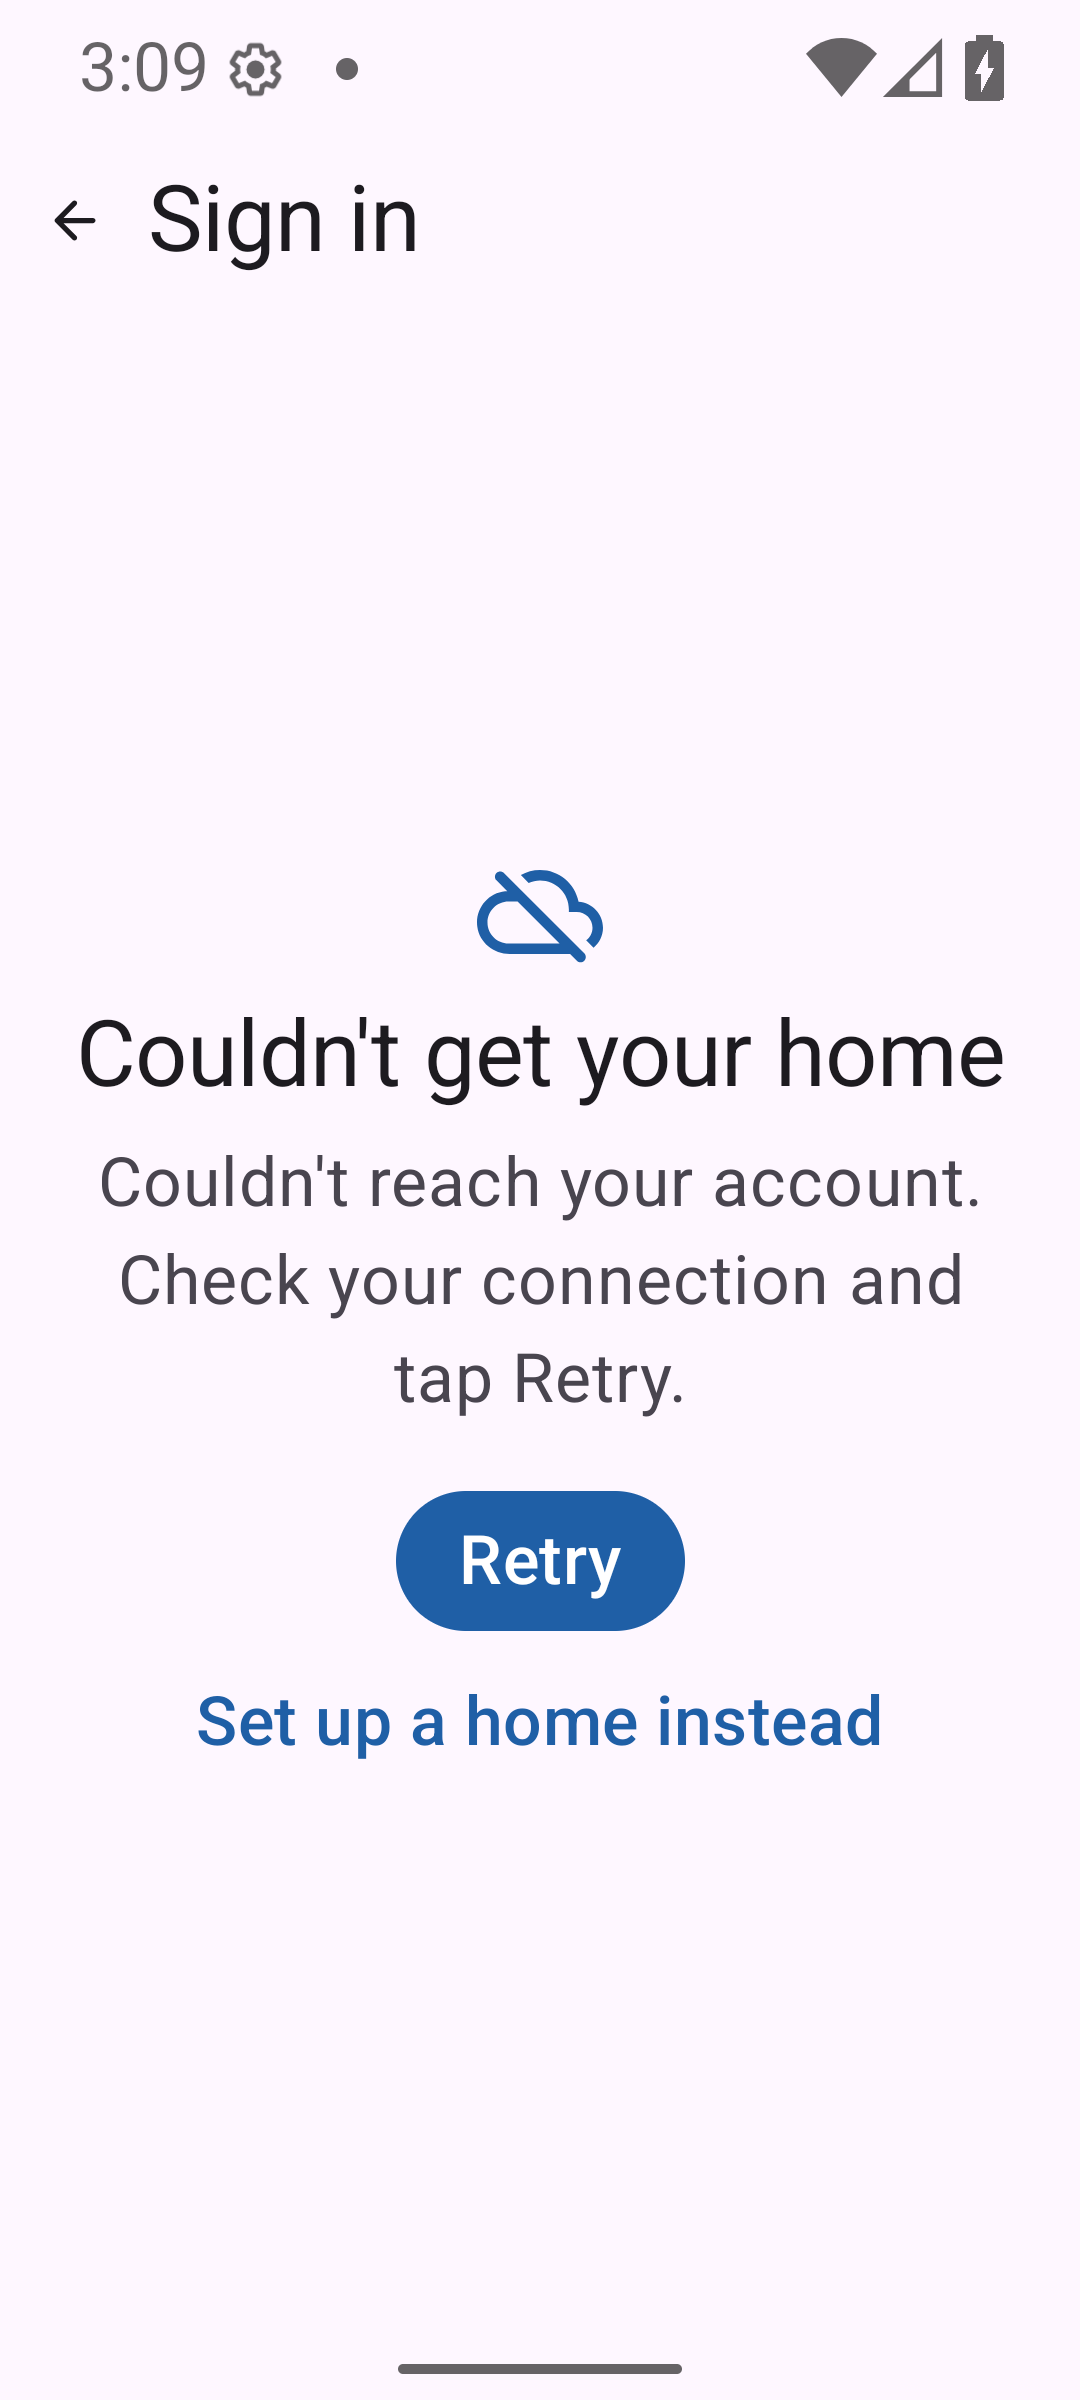 3:09
Sign in
Couldn't get your home
Couldn't reach your account.
Check your connection and
tap Retry.
Retry
Set up a home instead